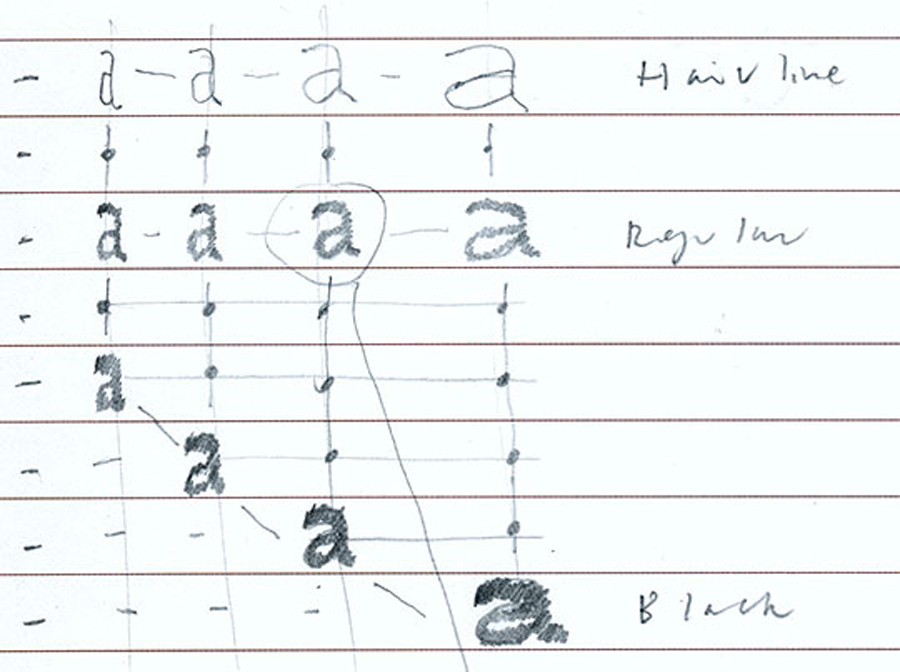 - a - a - a - a Hairline
-
- a - a - a - a Regular
-
- a
- - a
- - - a
- - - - a Black